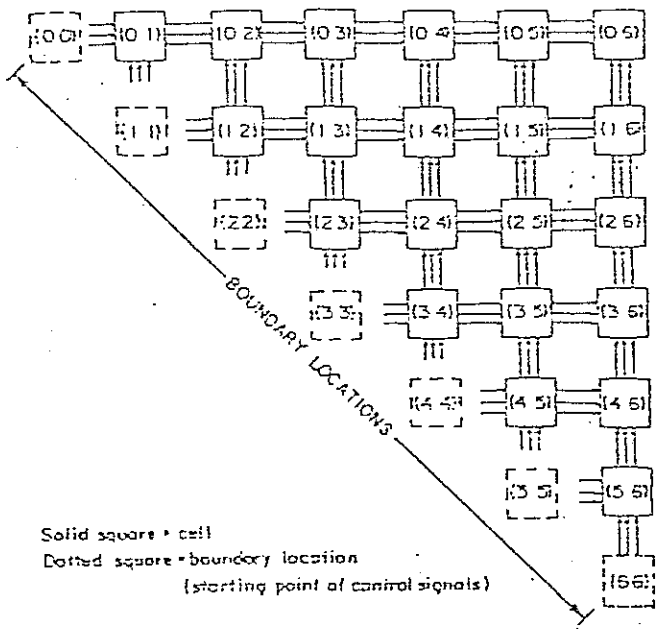 (0 0) (0 1) (0 2) (0 3) (0 4) (0 5) (0 6)
(1 1) (1 2) (1 3) (1 4) (1 5) (1 6)
(2 2) (2 3) (2 4) (2 5) (2 6)
(3 3) (3 4) (3 5) (3 6)
BOUNDARY LOCATIONS
(4 4) (4 5) (4 6)
(5 5) (5 6)
Solid square = cell
Dotted square = boundary location
(6 6)
(starting point of control signals)